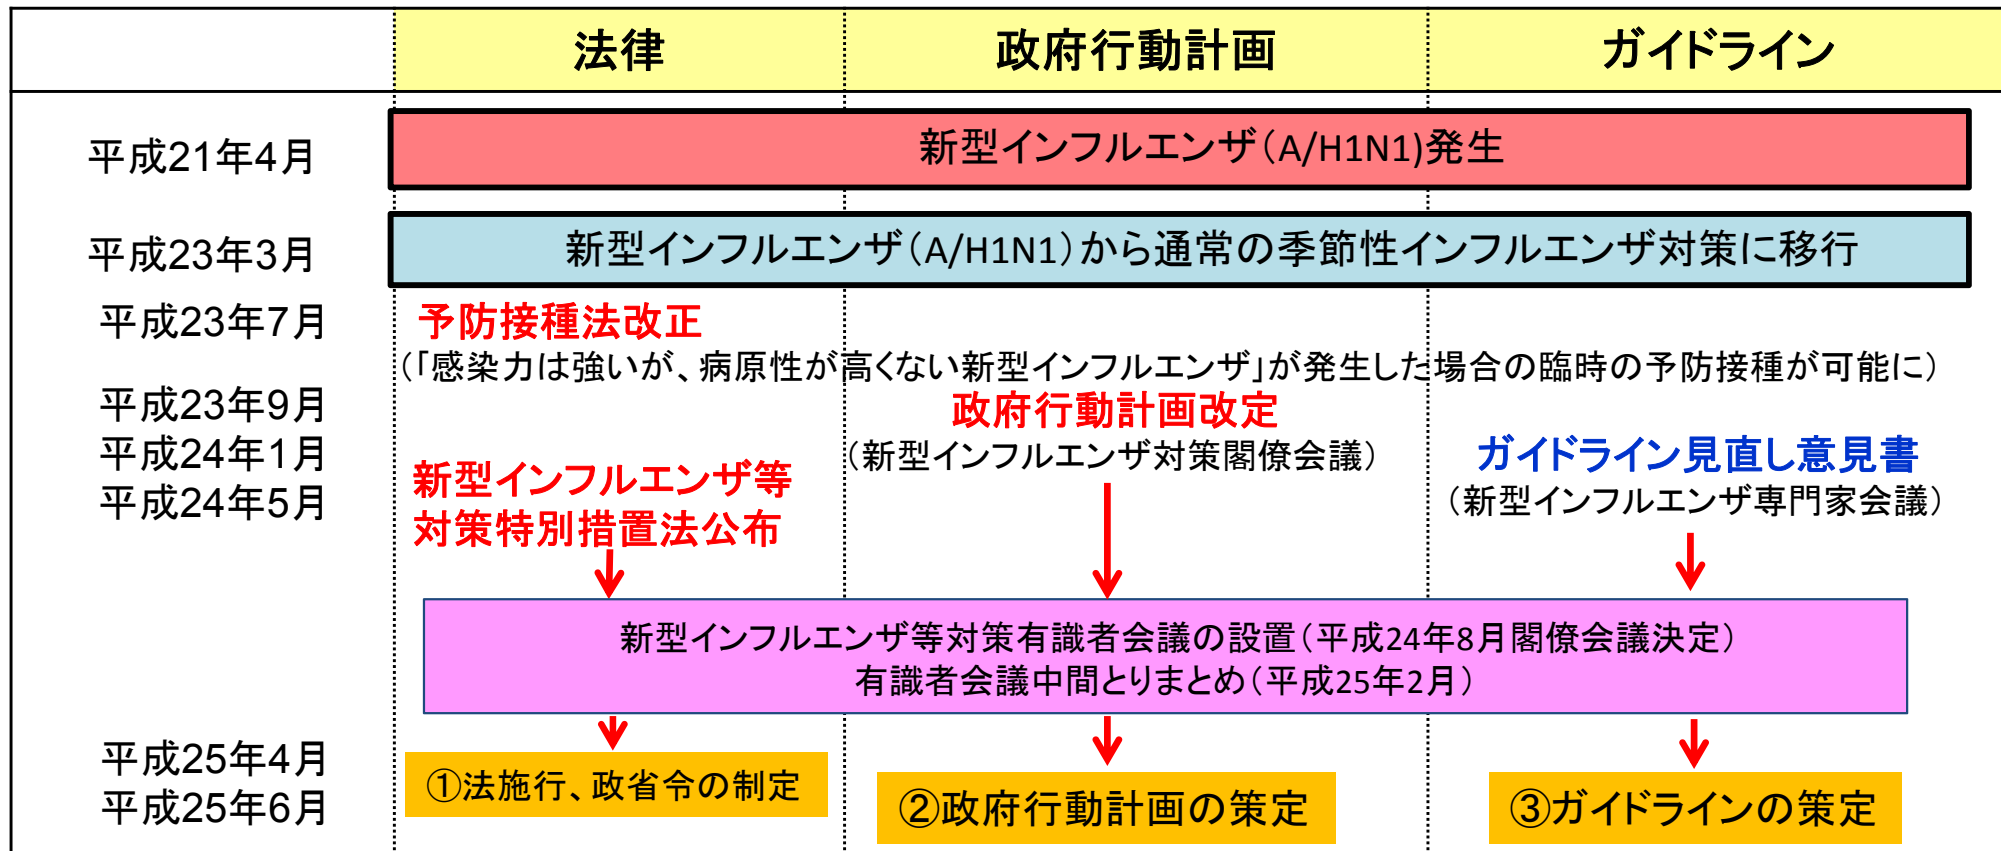 法律
政府行動計画
ガイドライン
平成21年4月
新型インフルエンザ(A/H1N1)発生
平成23年3月
新型インフルエンザ(A/H1N1)から通常の季節性インフルエンザ対策に移行
平成23年7月
予防接種法改正
(「感染力は強いが、病原性が高くない新型インフルエンザ」が発生した場合の臨時の予防接種が可能に)
平成23年9月
政府行動計画改定
(新型インフルエンザ対策閣僚会議)
平成24年1月
ガイドライン見直し意見書
(新型インフルエンザ専門家会議)
平成24年5月
新型インフルエンザ等
対策特別措置法公布
新型インフルエンザ等対策有識者会議の設置(平成24年8月閣僚会議決定)
有識者会議中間とりまとめ(平成25年2月)
平成25年4月
①法施行、政省令の制定
平成25年6月
②政府行動計画の策定
③ガイドラインの策定